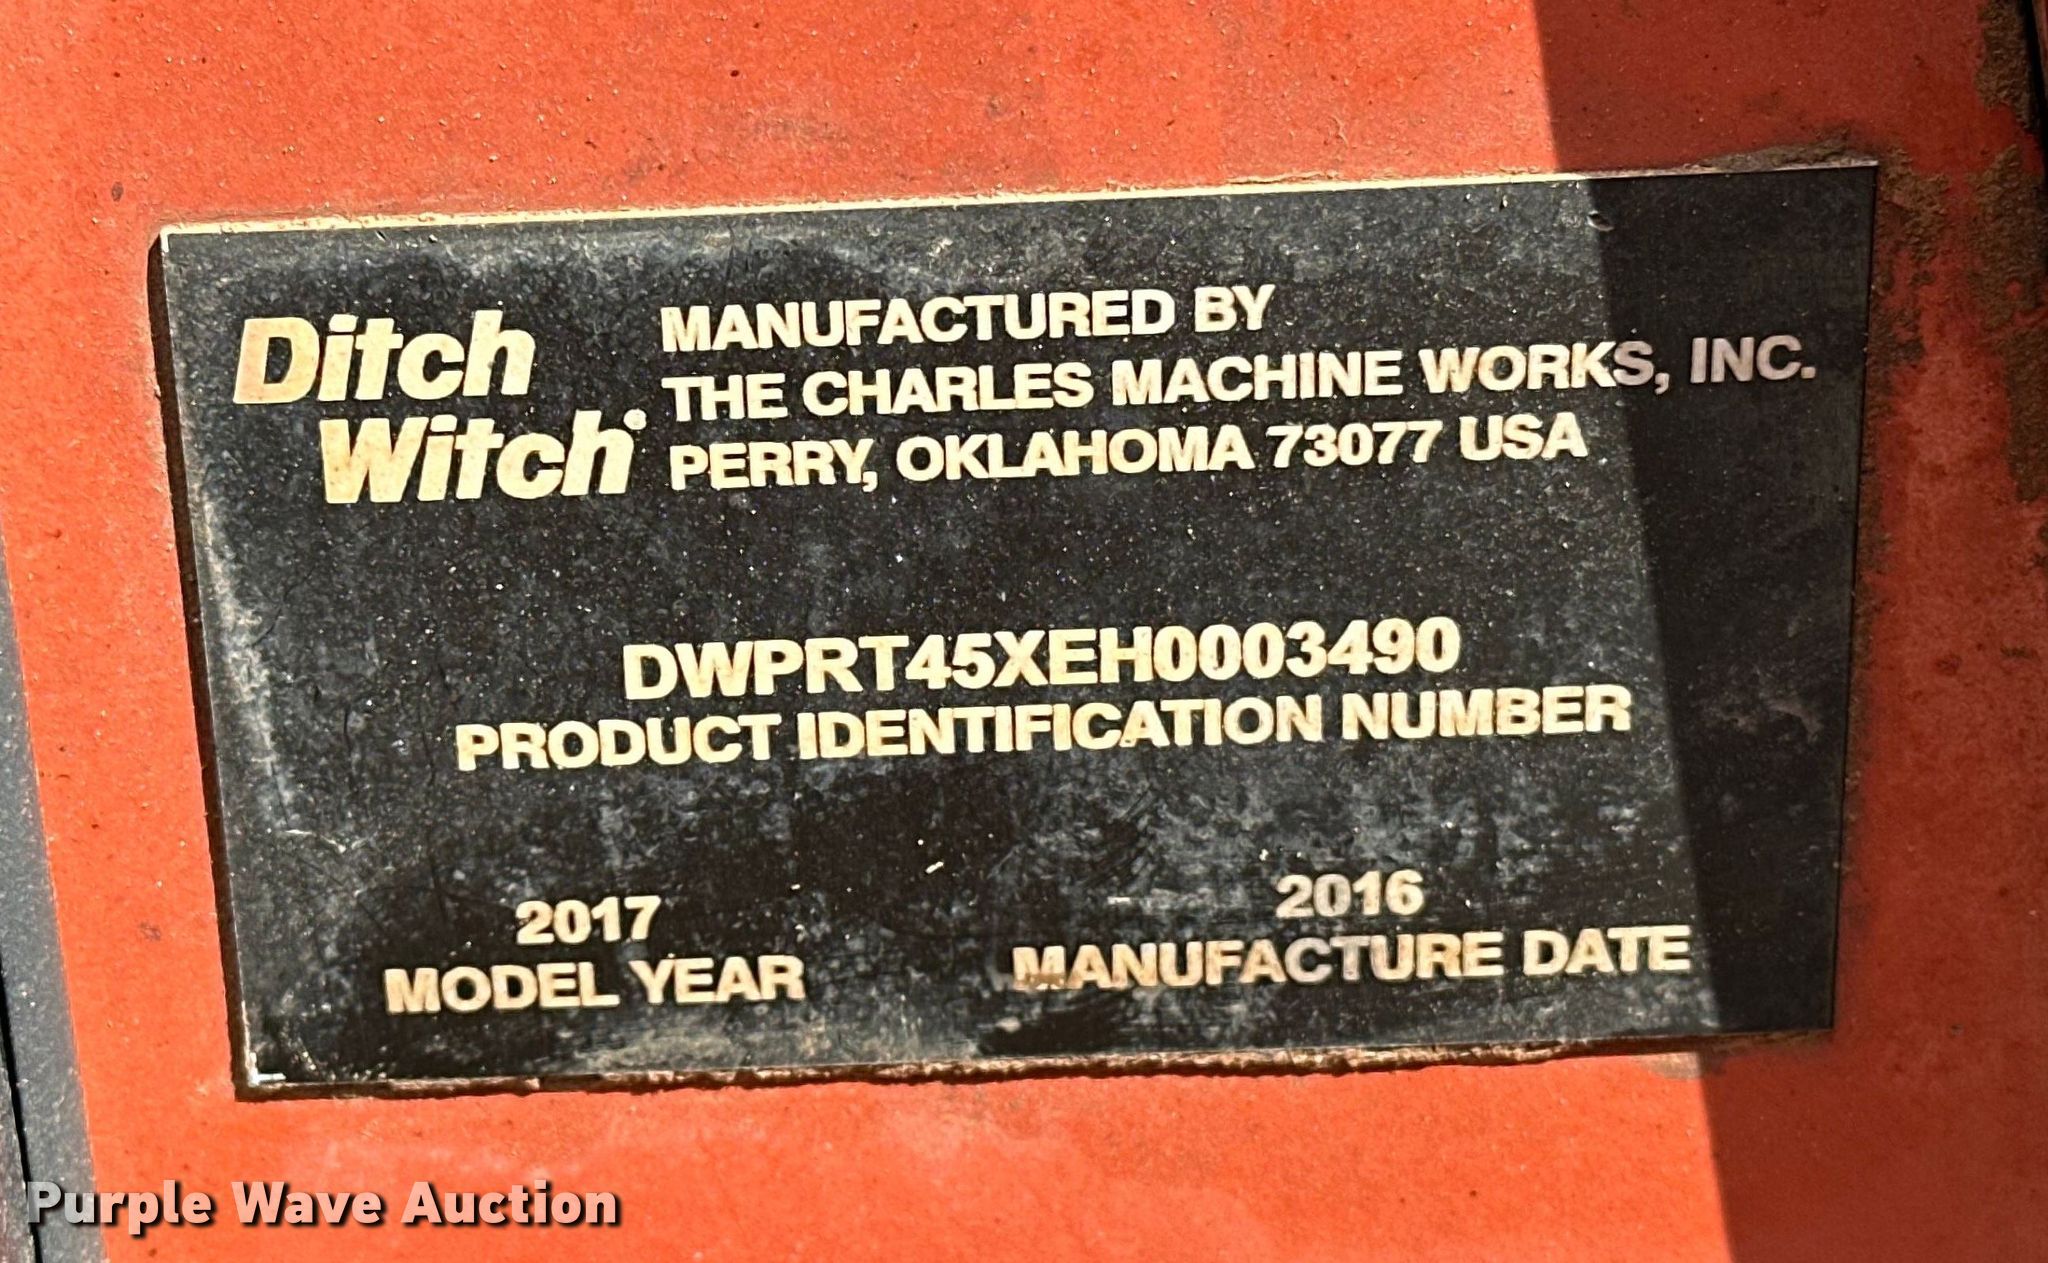 Ditch
Witch®
MANUFACTURED BY
THE CHARLES MACHINE WORKS, INC.
PERRY, OKLAHOMA 73077 USA
DWPRT45XEH0003490
PRODUCT IDENTIFICATION NUMBER
2017
MODEL YEAR
2016
MANUFACTURE DATE
Purple Wave Auction